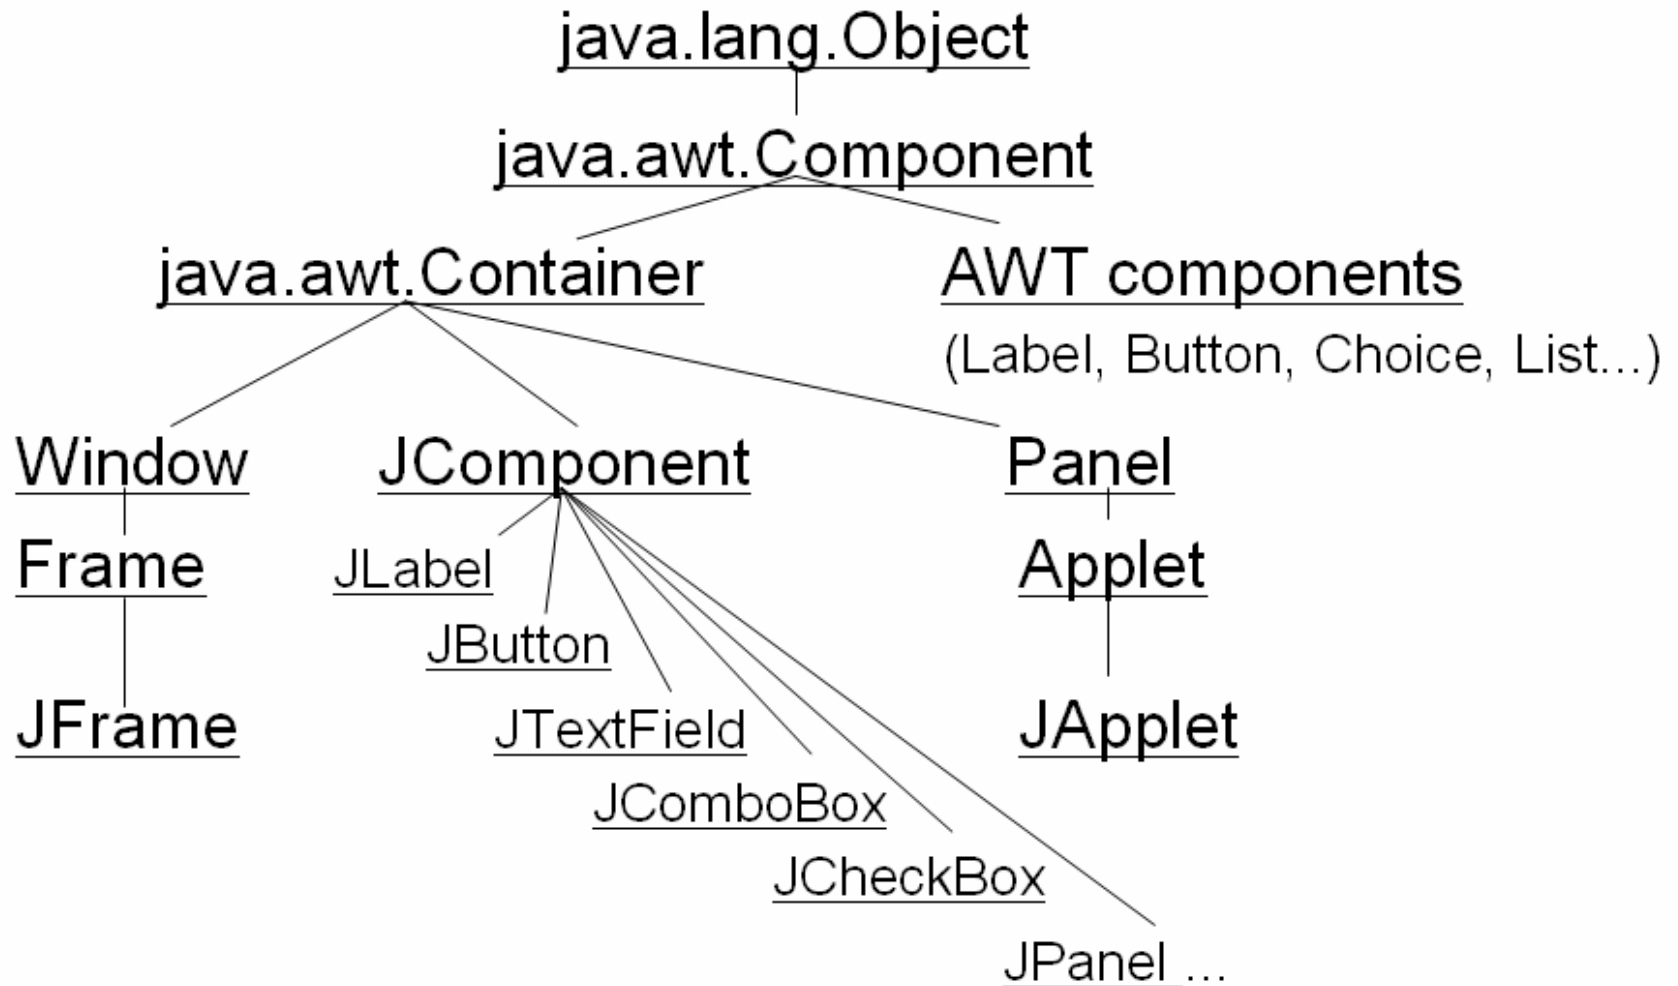 java.lang.Object
java.awt.Component
java.awt.Container AWT components
(Label, Button, Choice, List...)
Window JComponent Panel
Frame JLabel Applet
JButton
JFrame JTextField JApplet
JComboBox
JCheckBox
JPanel ...